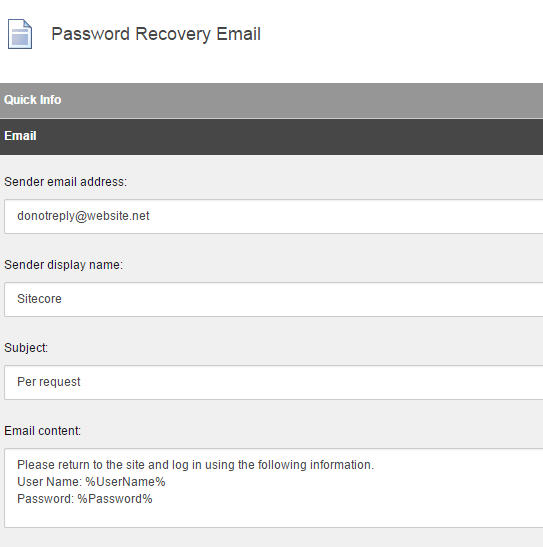 Password Recovery Email
Quick Info
Email
Sender email address:
donotreply@website.net
Sender display name:
Sitecore
Subject:
Per request
Email content:
Please return to the site and log in using the following information.
User Name: %UserName%
Password: %Password%